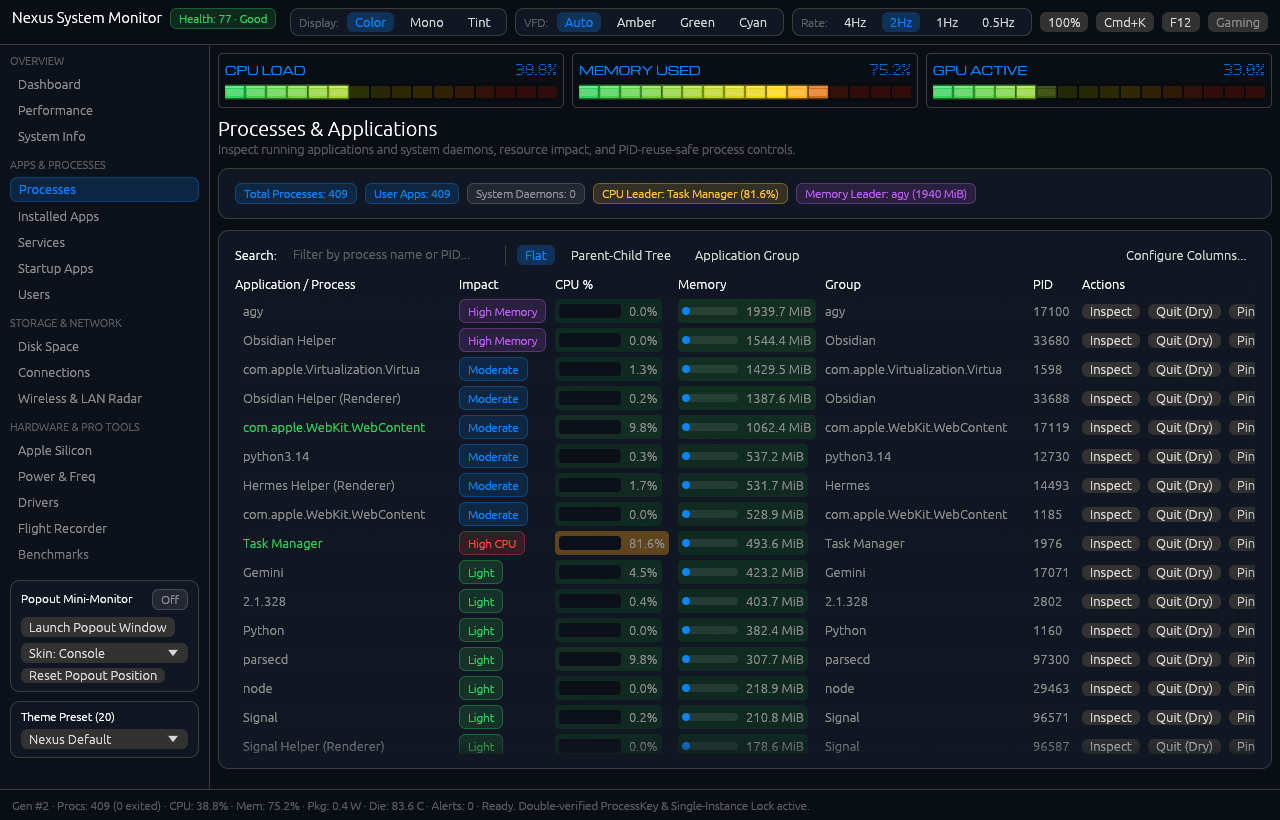 Nexus System Monitor Health: 77 · Good Display: Color Mono Tint VFD: Auto Amber Green Cyan Rate: 4Hz 2Hz 1Hz 0.5Hz 100% Cmd+K F12 Gaming
OVERVIEW
Dashboard
Performance
System Info
APPS & PROCESSES
Processes
Installed Apps
Services
Startup Apps
Users
STORAGE & NETWORK
Disk Space
Connections
Wireless & LAN Radar
HARDWARE & PRO TOOLS
Apple Silicon
Power & Freq
Drivers
Flight Recorder
Benchmarks
Popout Mini-Monitor Off
Launch Popout Window
Skin: Console
Reset Popout Position
Theme Preset (20)
Nexus Default
CPU LOAD 38.8% MEMORY USED 75.2% GPU ACTIVE 33.0%
Processes & Applications
Inspect running applications and system daemons, resource impact, and PID-reuse-safe process controls.
Total Processes: 409 User Apps: 409 System Daemons: 0 CPU Leader: Task Manager (81.6%) Memory Leader: agy (1940 MiB)
Search: Filter by process name or PID... Flat Parent-Child Tree Application Group Configure Columns...
Application / Process Impact CPU % Memory Group PID Actions
agy High Memory 0.0% 1939.7 MiB agy 17100 Inspect Quit (Dry) Pin
Obsidian Helper High Memory 0.0% 1544.4 MiB Obsidian 33680 Inspect Quit (Dry) Pin
com.apple.Virtualization.Virtua Moderate 1.3% 1429.5 MiB com.apple.Virtualization.Virtua 1598 Inspect Quit (Dry) Pin
Obsidian Helper (Renderer) Moderate 0.2% 1387.6 MiB Obsidian 33688 Inspect Quit (Dry) Pin
com.apple.WebKit.WebContent Moderate 9.8% 1062.4 MiB com.apple.WebKit.WebContent 17119 Inspect Quit (Dry) Pin
python3.14 Moderate 0.3% 537.2 MiB python3.14 12730 Inspect Quit (Dry) Pin
Hermes Helper (Renderer) Moderate 1.7% 531.7 MiB Hermes 14493 Inspect Quit (Dry) Pin
com.apple.WebKit.WebContent Moderate 0.0% 528.9 MiB com.apple.WebKit.WebContent 1185 Inspect Quit (Dry) Pin
Task Manager High CPU 81.6% 493.6 MiB Task Manager 1976 Inspect Quit (Dry) Pin
Gemini Light 4.5% 423.2 MiB Gemini 17071 Inspect Quit (Dry) Pin
2.1.328 Light 0.4% 403.7 MiB 2.1.328 2802 Inspect Quit (Dry) Pin
Python Light 0.0% 382.4 MiB Python 1160 Inspect Quit (Dry) Pin
parsecd Light 9.8% 307.7 MiB parsecd 97300 Inspect Quit (Dry) Pin
node Light 0.0% 218.9 MiB node 29463 Inspect Quit (Dry) Pin
Signal Light 0.2% 210.8 MiB Signal 96571 Inspect Quit (Dry) Pin
Signal Helper (Renderer) Light 0.0% 178.6 MiB Signal 96587 Inspect Quit (Dry) Pin
Gen #2 · Procs: 409 (0 exited) · CPU: 38.8% · Mem: 75.2% · Pkg: 0.4 W · Die: 83.6 C · Alerts: 0 · Ready. Double-verified ProcessKey & Single-Instance Lock active.